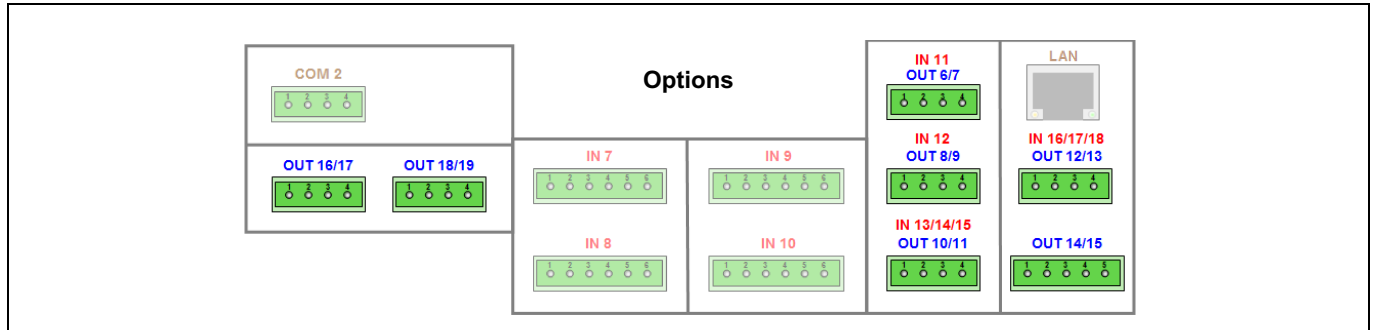 COM 2
1 2 3 4
OUT 16/17
1 2 3 4
OUT 18/19
1 2 3 4
Options
IN 7
1 2 3 4 5 6
IN 8
1 2 3 4 5 6
IN 9
1 2 3 4 5 6
IN 10
1 2 3 4 5 6
IN 11
OUT 6/7
1 2 3 4
IN 12
OUT 8/9
1 2 3 4
IN 13/14/15
OUT 10/11
1 2 3 4
LAN
IN 16/17/18
OUT 12/13
1 2 3 4
OUT 14/15
1 2 3 4 5